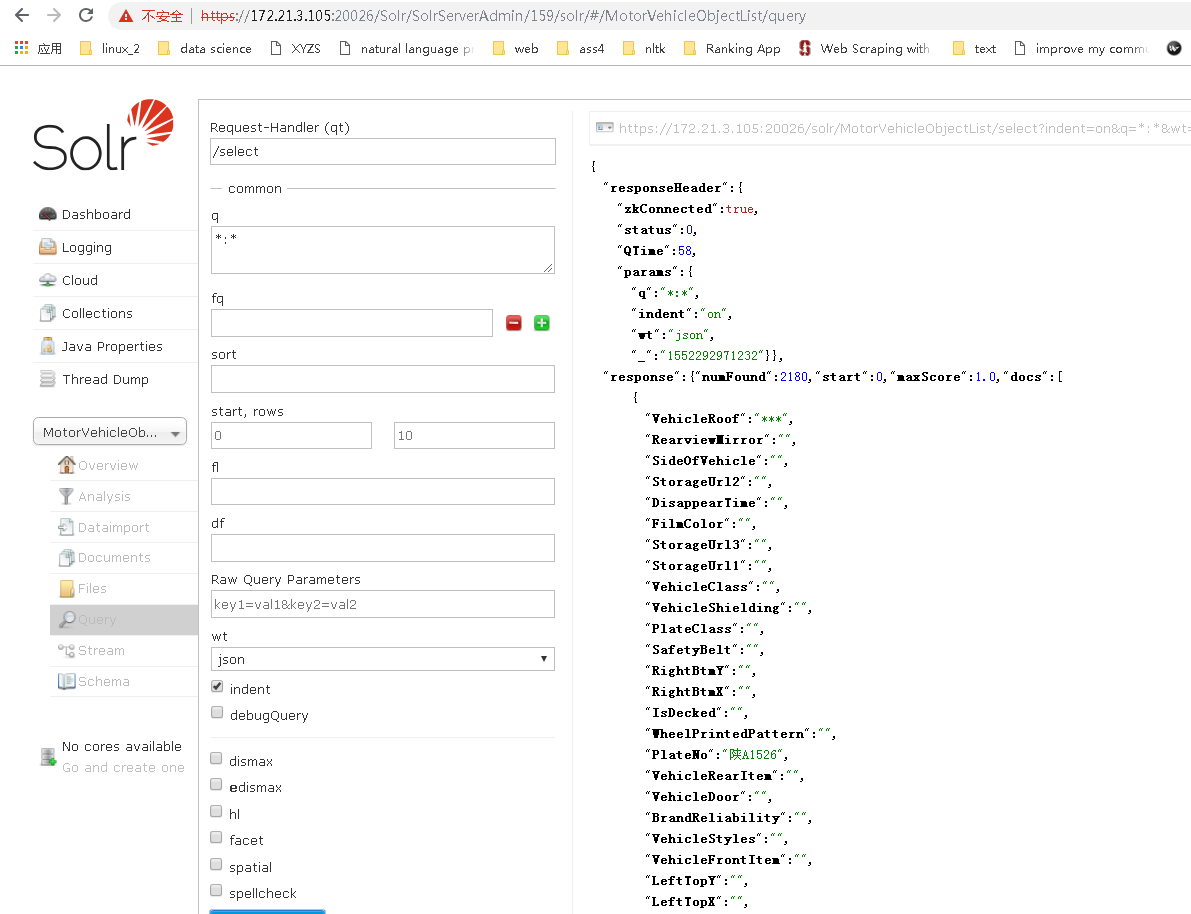 不安全 | https://172.21.3.105:20026/Solr/SolrServerAdmin/159/solr/#/MotorVehicleObjectList/query
应用 linux_2 data science XYZS natural language pr web ass4 nltk Ranking App Web Scraping with text improve my commu
Solr
Dashboard
Logging
Cloud
Collections
Java Properties
Thread Dump
MotorVehicleOb...
Overview
Analysis
Dataimport
Documents
Files
Query
Stream
Schema
No cores available
Go and create one
Request-Handler (qt)
/select
common
q
*:*
fq
sort
start, rows
0 10
fl
df
Raw Query Parameters
key1=val1&key2=val2
wt
json
indent
debugQuery
dismax
edismax
hl
facet
spatial
spellcheck
https://172.21.3.105:20026/solr/MotorVehicleObjectList/select?indent=on&q=*:*&wt=
{
"responseHeader":{
"zkConnected":true,
"status":0,
"QTime":58,
"params":{
"q":"*:*",
"indent":"on",
"wt":"json",
"_":"1552292971232"}},
"response":{"numFound":2180,"start":0,"maxScore":1.0,"docs":[
{
"VehicleRoof":"***",
"RearviewMirror":"",
"SideOfVehicle":"",
"StorageUrl2":"",
"DisappearTime":"",
"FilmColor":"",
"StorageUrl3":"",
"StorageUrl1":"",
"VehicleClass":"",
"VehicleShielding":"",
"PlateClass":"",
"SafetyBelt":"",
"RightBtmY":"",
"RightBtmX":"",
"IsDecked":"",
"WheelPrintedPattern":"",
"PlateNo":"陕A1526",
"VehicleRearItem":"",
"VehicleDoor":"",
"BrandReliability":"",
"VehicleStyles":"",
"VehicleFrontItem":"",
"LeftTopY":"",
"LeftTopX":"",